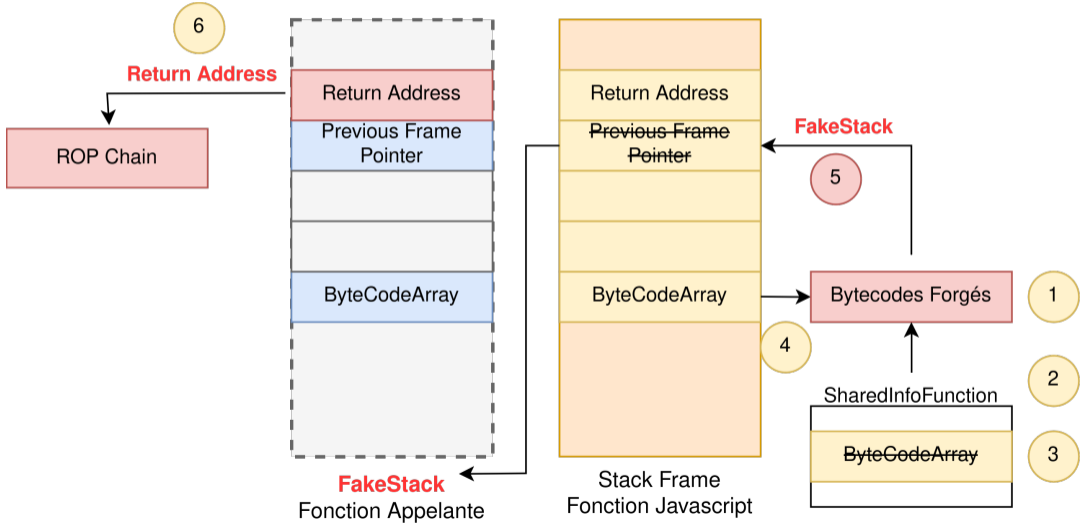 6
Return Address
ROP Chain
Return Address
Previous Frame
Pointer
ByteCodeArray
FakeStack
Fonction Appelante
Return Address
Previous Frame
Pointer
ByteCodeArray
Stack Frame
Fonction Javascript
FakeStack
5
Bytecodes Forgés
1
4
2
SharedInfoFunction
ByteCodeArray
3